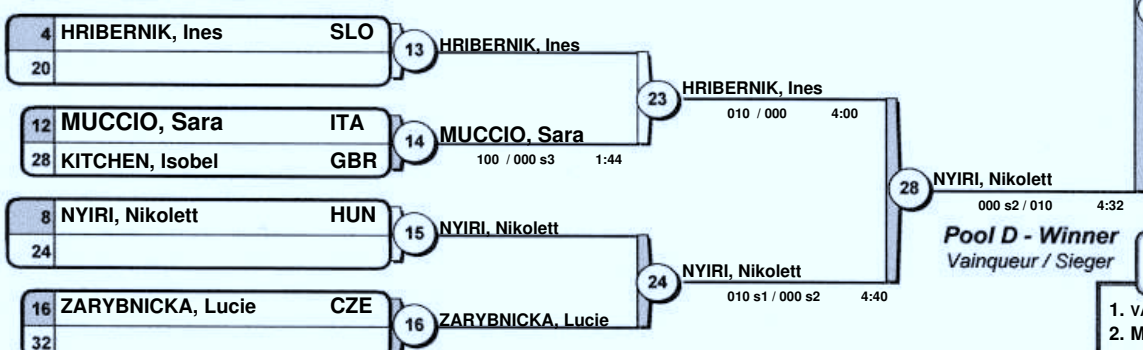 4 HRIBERNIK, Ines SLO
20
13 HRIBERNIK, Ines
12 MUCCIO, Sara ITA
28 KITCHEN, Isobel GBR
14 MUCCIO, Sara
100 / 000 s3 1:44
23 HRIBERNIK, Ines
010 / 000 4:00
8 NYIRI, Nikolett HUN
24
15 NYIRI, Nikolett
16 ZARYBNICKA, Lucie CZE
32
16 ZARYBNICKA, Lucie
24 NYIRI, Nikolett
010 s1 / 000 s2 4:40
28 NYIRI, Nikolett
000 s2 / 010 4:32
Pool D - Winner
Vainqueur / Sieger
1.
2.